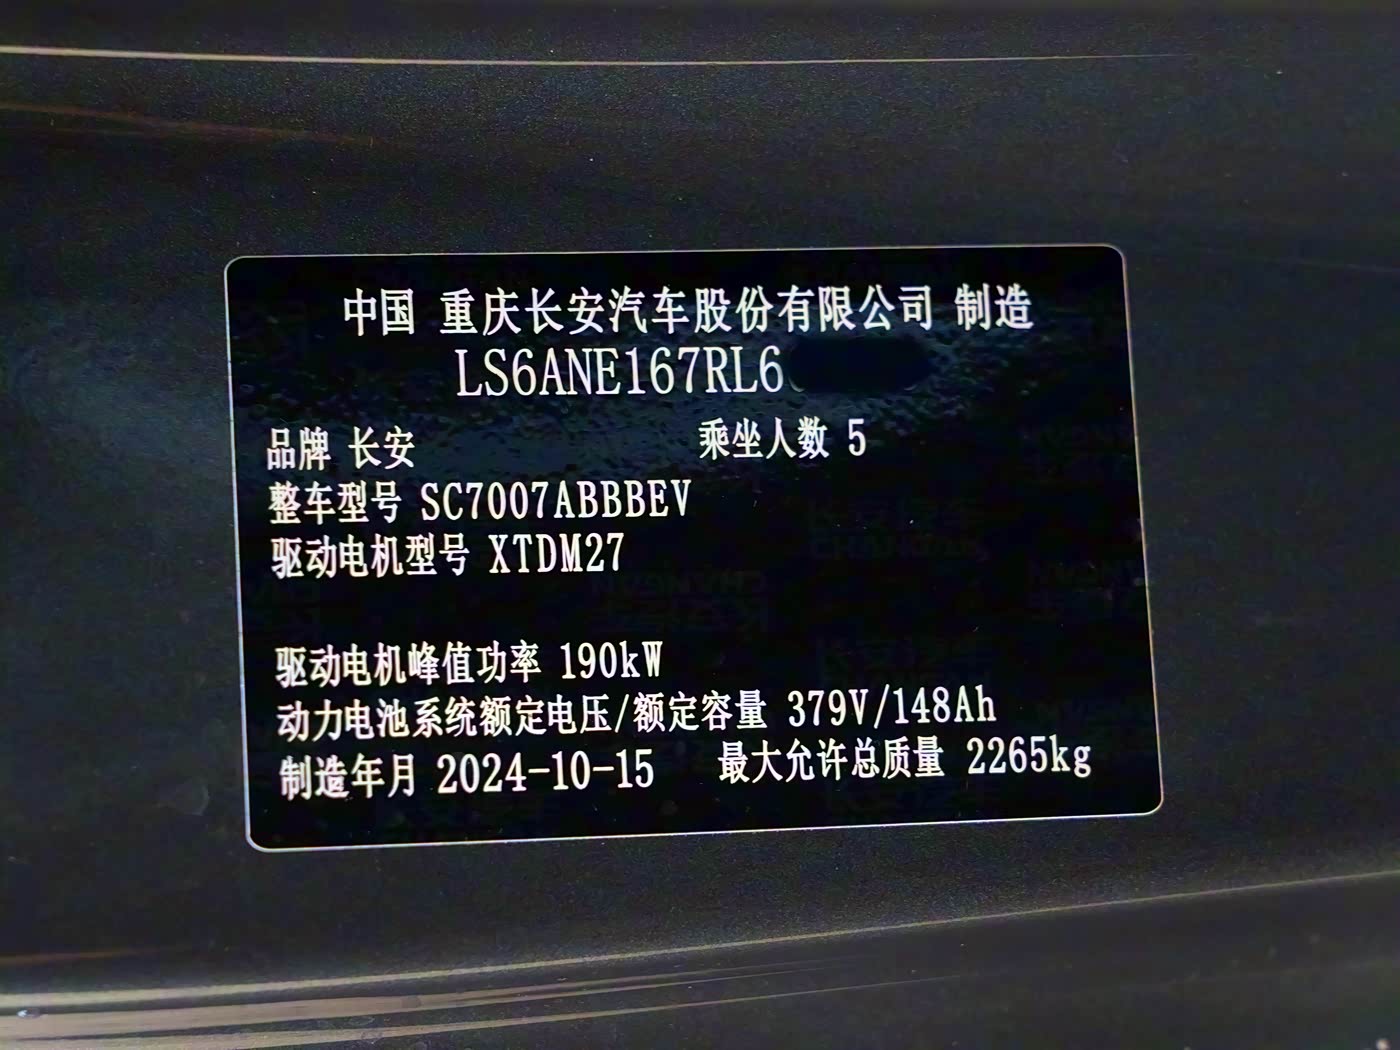 中国 重庆长安汽车股份有限公司 制造
LS6ANE167RL6
品牌 长安 乘坐人数 5
整车型号 SC7007ABBBEV
驱动电机型号 XTDM27
驱动电机峰值功率 190kW
动力电池系统额定电压/额定容量 379V/148Ah
制造年月 2024-10-15 最大允许总质量 2265kg